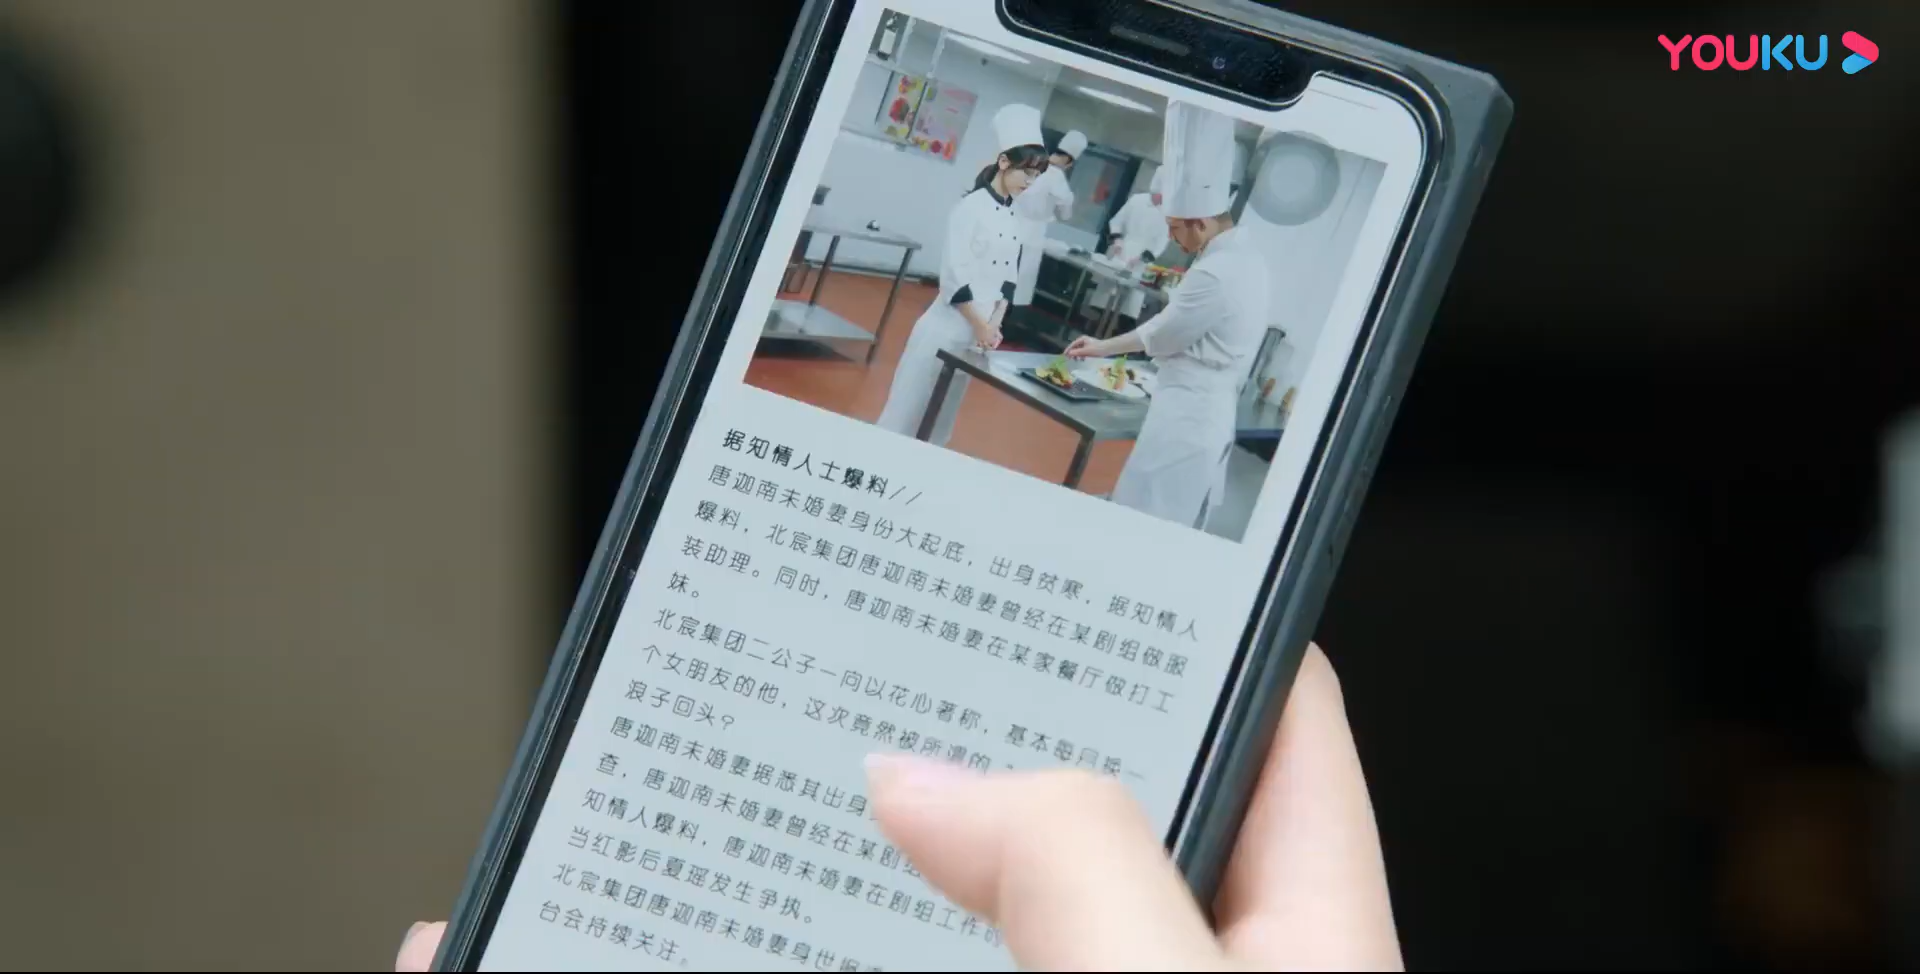 YOUKU
据知情人士爆料//
唐迦南未婚妻身份大起底，出身贫寒，据知情人
爆料，北宸集团唐迦南未婚妻曾经在某剧组做服
装助理。同时，唐迦南未婚妻在某家餐厅做打工
妹。
北宸集团二公子一向以花心著称，基本每月换一
个女朋友的他，这次竟然被所谓的
浪子回头？
唐迦南未婚妻据悉其出身
查，唐迦南未婚妻曾经在某剧组
知情人爆料，唐迦南未婚妻在剧组工作的
当红影后夏瑶发生争执。
北宸集团唐迦南未婚妻身世
台会持续关注。